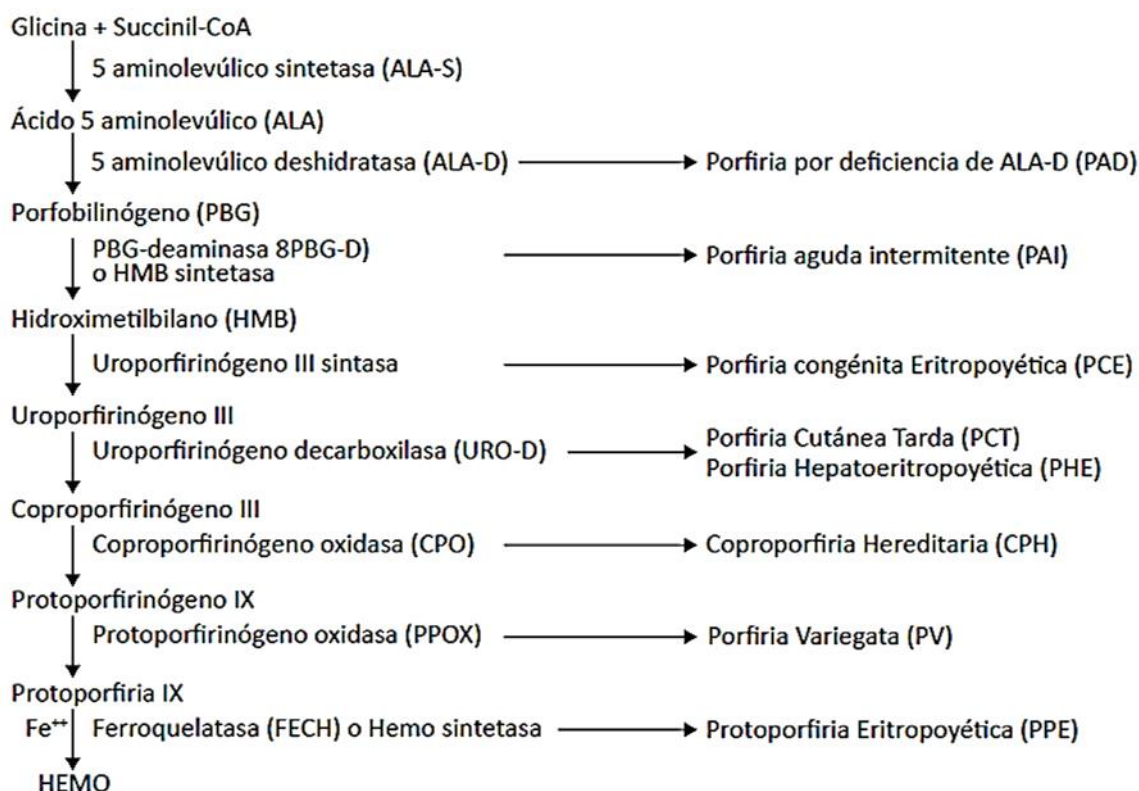 Glicina + Succinil-CoA
5 aminolevúlico sintetasa (ALA-S)
Ácido 5 aminolevúlico (ALA)
5 aminolevúlico deshidratasa (ALA-D)
Porfiria por deficiencia de ALA-D (PAD)
Porfobilinógeno (PBG)
PBG-deaminasa 8PBG-D)
o HMB sintetasa
Porfiria aguda intermitente (PAI)
Hidroximetilbilano (HMB)
Uroporfirinógeno III sintasa
Porfiria congénita Eritropoyética (PCE)
Uroporfirinógeno III
Uroporfirinógeno decarboxilasa (URO-D)
Porfiria Cutánea Tarda (PCT)
Porfiria Hepatoeritropoyética (PHE)
Coproporfirinógeno III
Coproporfirinógeno oxidasa (CPO)
Coproporfiria Hereditaria (CPH)
Protoporfirinógeno IX
Protoporfirinógeno oxidasa (PPOX)
Porfiria Variegata (PV)
Protoporfiria IX
Fe⁺⁺
Ferroquelatasa (FECH) o Hemo sintetasa
Protoporfiria Eritropoyética (PPE)
HEMO